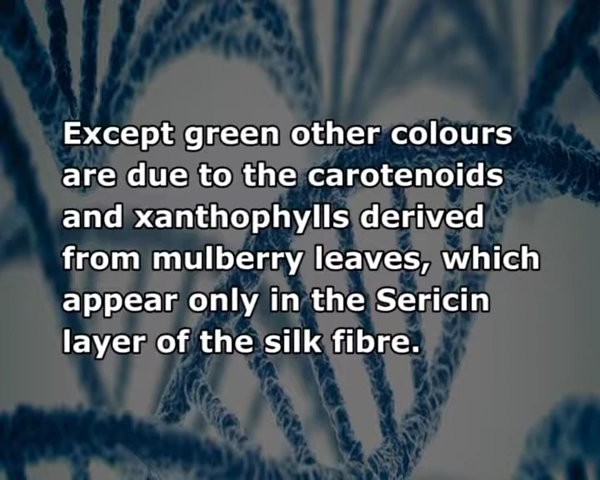 Except green other colours
are due to the carotenoids
and xanthophylls derived
from mulberry leaves, which
appear only in the Sericin
layer of the silk fibre.